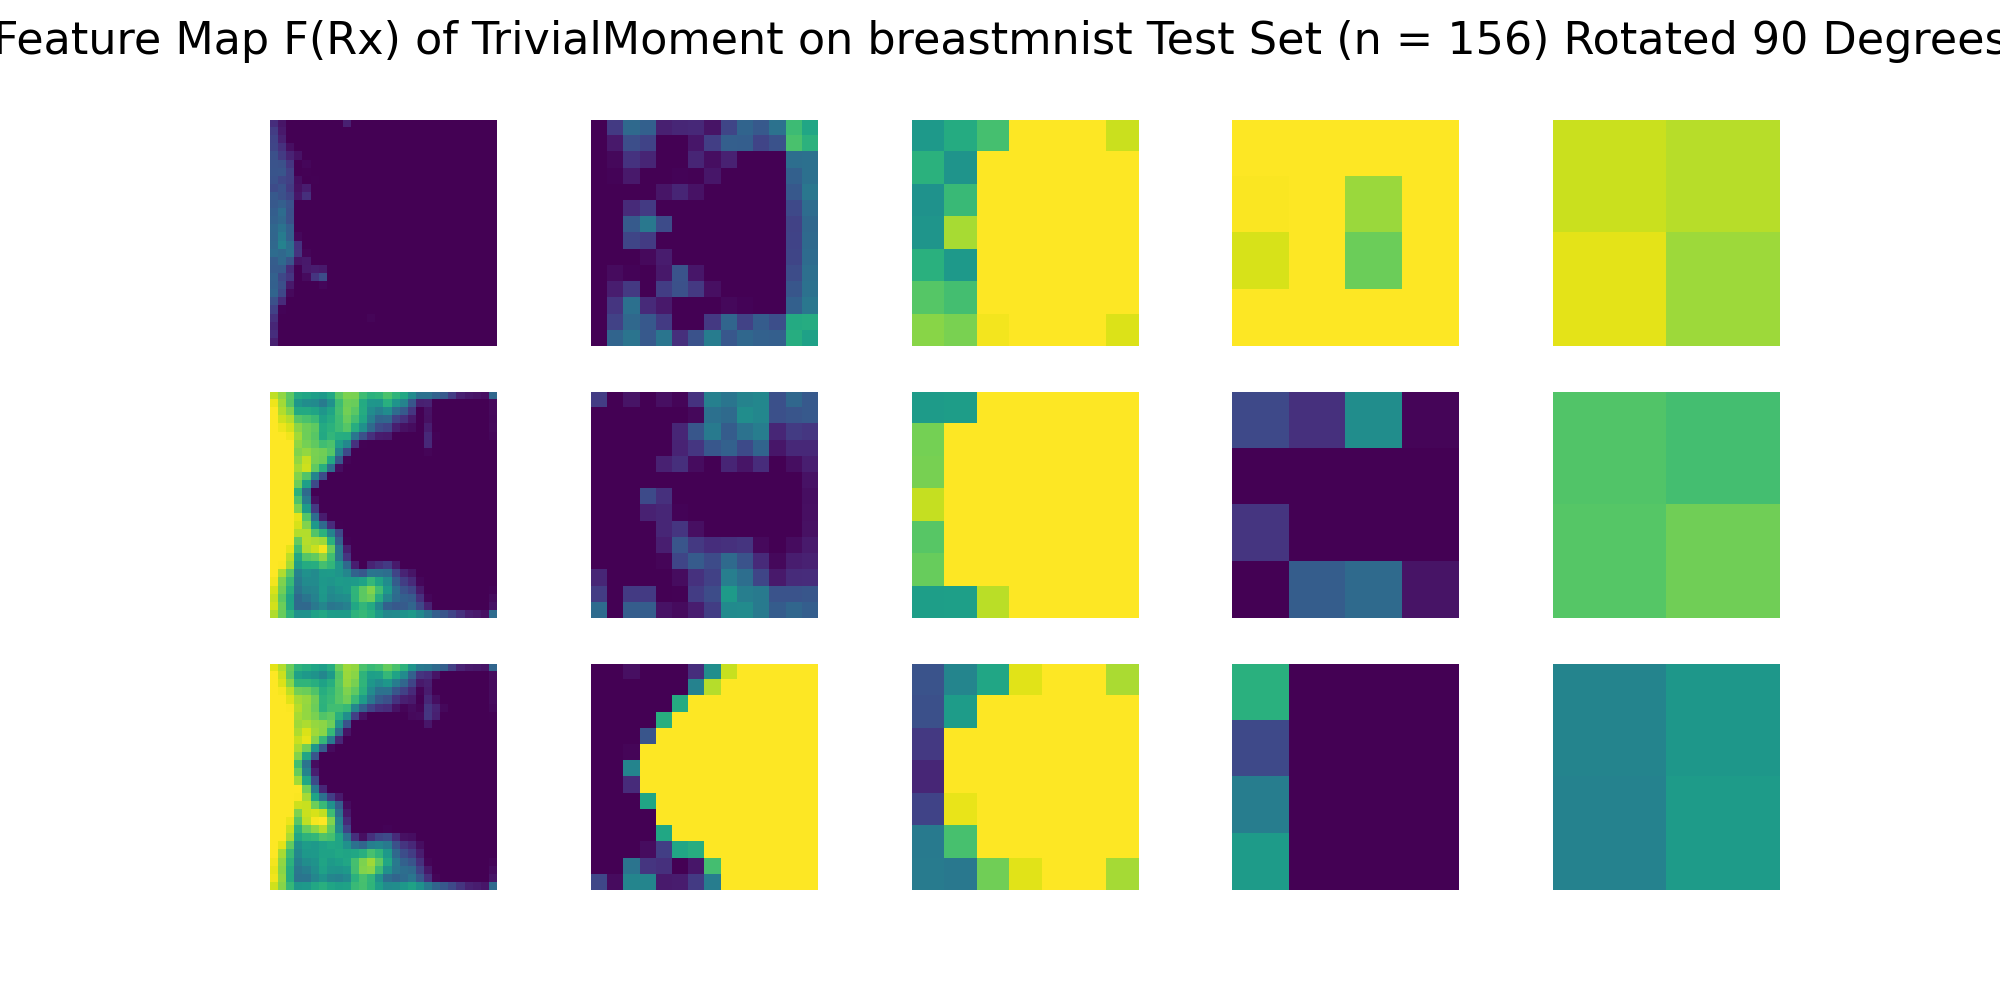 Feature Map F(Rx) of TrivialMoment on breastmnist Test Set (n = 156) Rotated 90 Degrees